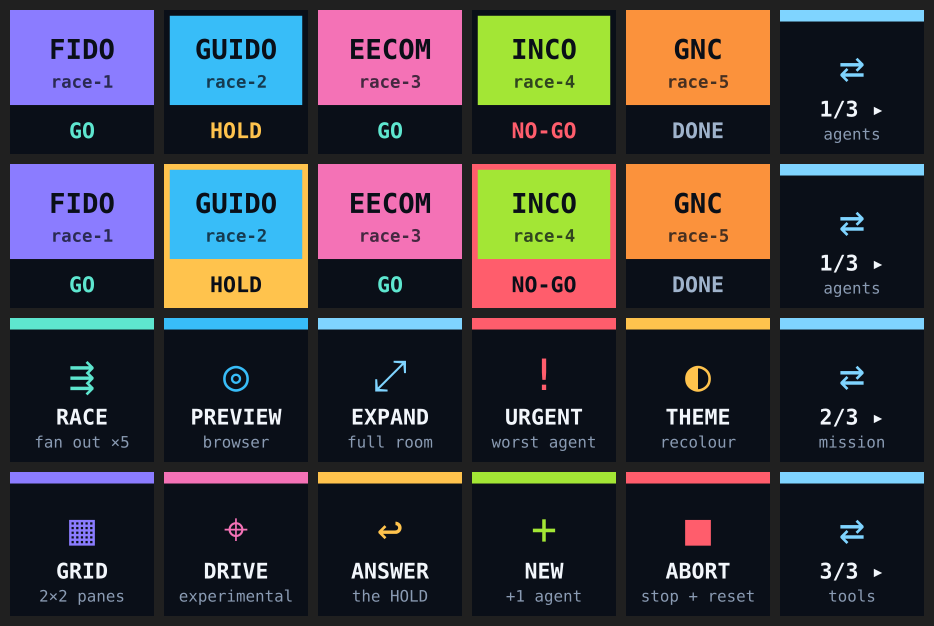 FIDO
race-1
GO
GUIDO
race-2
HOLD
EECOM
race-3
GO
INCO
race-4
NO-GO
GNC
race-5
DONE
⇄
1/3 ▸
agents
FIDO
race-1
GO
GUIDO
race-2
HOLD
EECOM
race-3
GO
INCO
race-4
NO-GO
GNC
race-5
DONE
⇄
1/3 ▸
agents
⇶
RACE
fan out ×5
◎
PREVIEW
browser
⤢
EXPAND
full room
!
URGENT
worst agent
◐
THEME
recolour
⇄
2/3 ▸
mission
▦
GRID
2×2 panes
⌖
DRIVE
experimental
↩
ANSWER
the HOLD
+
NEW
+1 agent
■
ABORT
stop + reset
⇄
3/3 ▸
tools